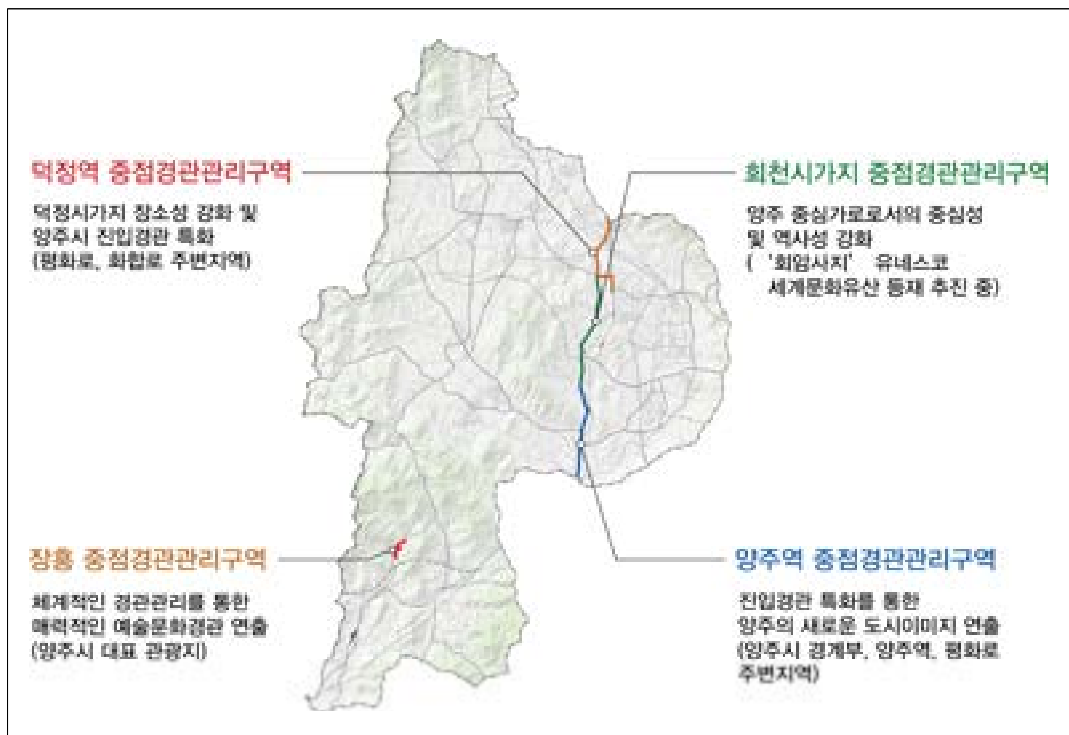 덕정역 중점경관관리구역
덕정시가지 장소성 강화 및
양주시 진입경관 특화
(평화로, 화합로 주변지역)
회천시가지 중점경관관리구역
양주 중심가로로서의 중심성
및 역사성 강화
( '회암사지' 유네스코
세계문화유산 등재 추진 중)
장흥 중점경관관리구역
체계적인 경관관리를 통한
매력적인 예술문화경관 연출
(양주시 대표 관광지)
양주역 중점경관관리구역
진입경관 특화를 통한
양주의 새로운 도시이미지 연출
(양주시 경계부, 양주역, 평화로
주변지역)